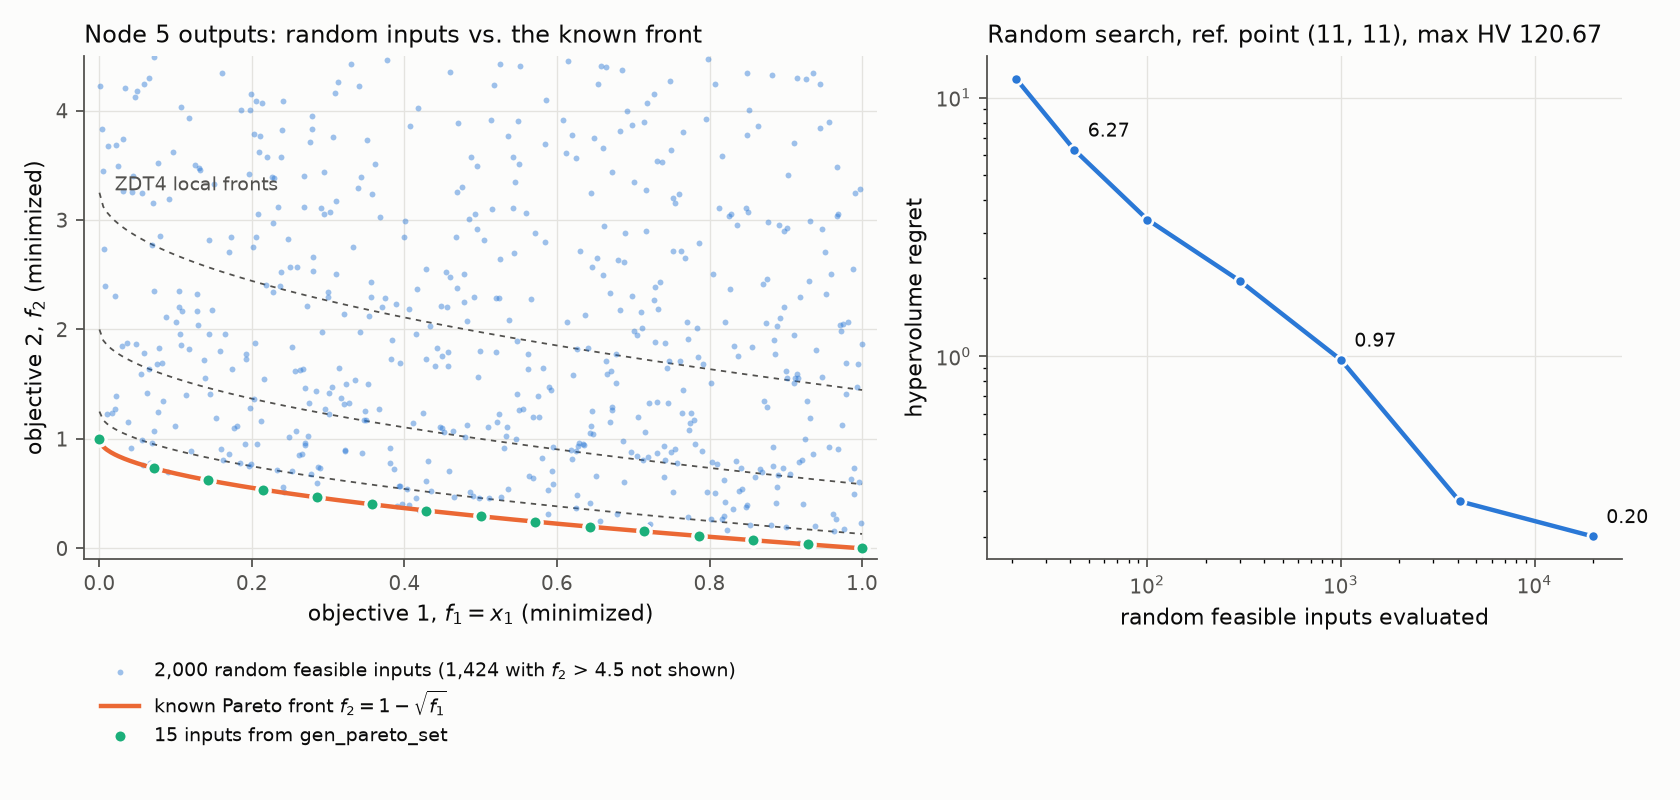 Node 5 outputs: random inputs vs. the known front
objective 2, f₂ (minimized)
4
3
2
1
0
ZDT4 local fronts
0.0 0.2 0.4 0.6 0.8 1.0
objective 1, f₁ = x₁ (minimized)
2,000 random feasible inputs (1,424 with f₂ > 4.5 not shown)
known Pareto front f₂ = 1 − √f₁
15 inputs from gen_pareto_set
Random search, ref. point (11, 11), max HV 120.67
hypervolume regret
10¹
10⁰
6.27
0.97
0.20
10² 10³ 10⁴
random feasible inputs evaluated